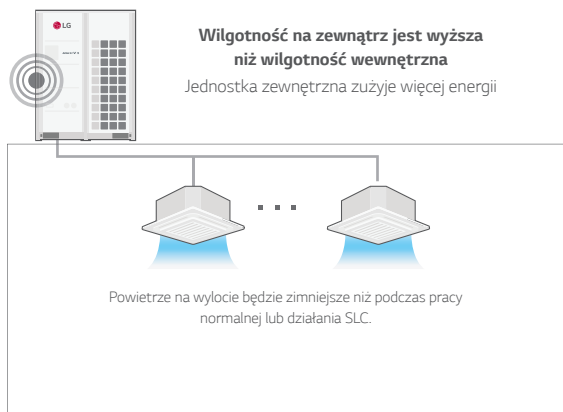 LG
Wilgotność na zewnątrz jest wyższa
niż wilgotność wewnętrzna
Jednostka zewnętrzna zużyje więcej energii
Powietrze na wylocie będzie zimniejsze niż podczas pracy
normalnej lub działania SLC.